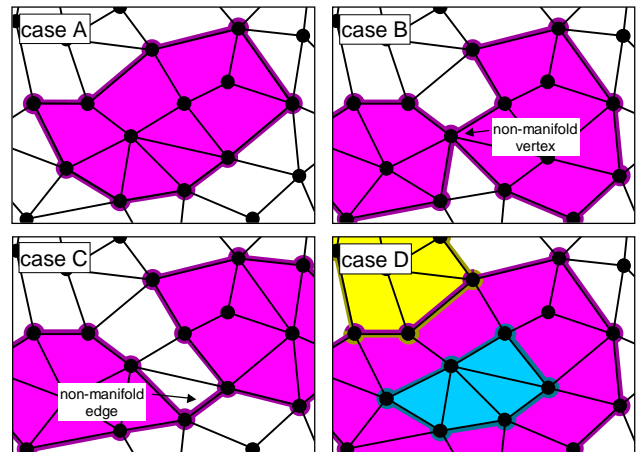 case A
case B
non-manifold
vertex
case C
non-manifold
edge
case D